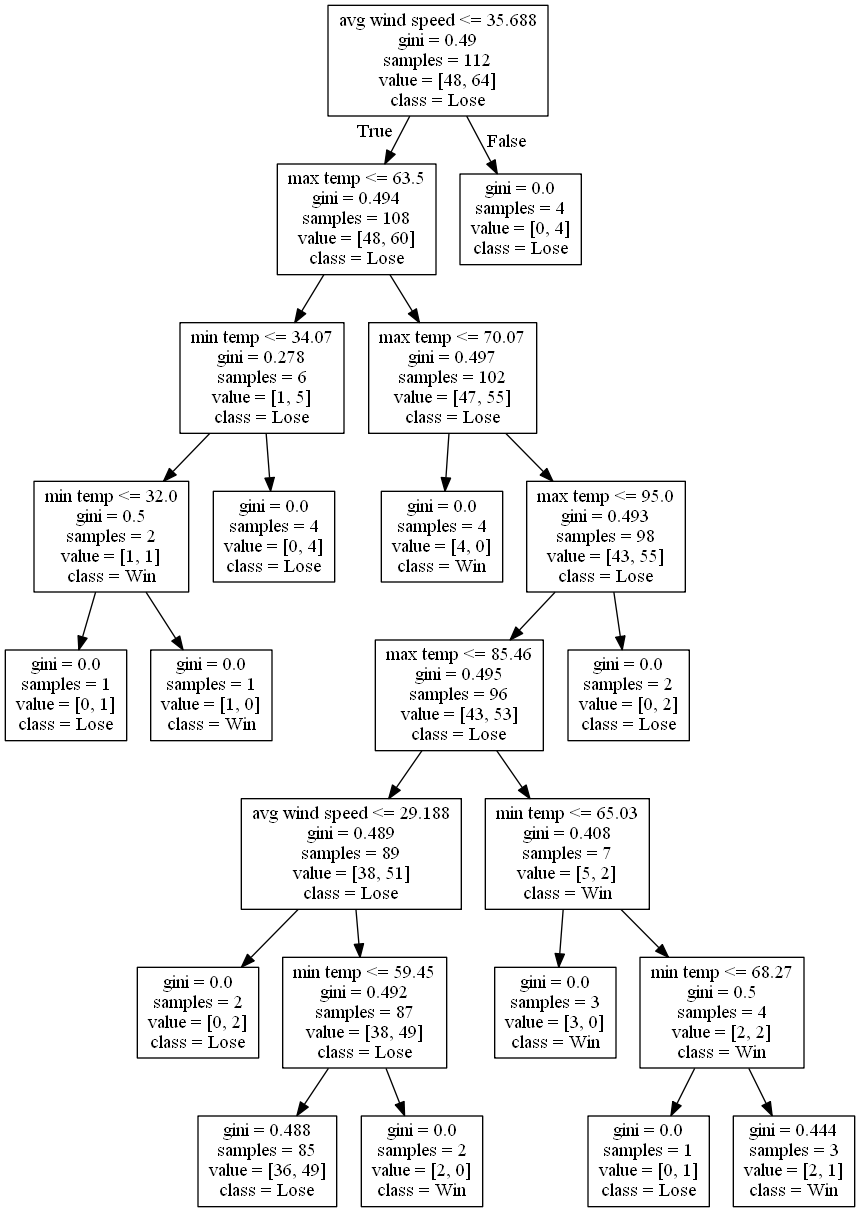 avg wind speed <= 35.688
gini = 0.49
samples = 112
value = [48, 64]
class = Lose
True
False
max temp <= 63.5
gini = 0.494
samples = 108
value = [48, 60]
class = Lose
gini = 0.0
samples = 4
value = [0, 4]
class = Lose
min temp <= 34.07
gini = 0.278
samples = 6
value = [1, 5]
class = Lose
max temp <= 70.07
gini = 0.497
samples = 102
value = [47, 55]
class = Lose
min temp <= 32.0
gini = 0.5
samples = 2
value = [1, 1]
class = Win
gini = 0.0
samples = 4
value = [0, 4]
class = Lose
gini = 0.0
samples = 4
value = [4, 0]
class = Win
max temp <= 95.0
gini = 0.493
samples = 98
value = [43, 55]
class = Lose
gini = 0.0
samples = 1
value = [0, 1]
class = Lose
gini = 0.0
samples = 1
value = [1, 0]
class = Win
max temp <= 85.46
gini = 0.495
samples = 96
value = [43, 53]
class = Lose
gini = 0.0
samples = 2
value = [0, 2]
class = Lose
avg wind speed <= 29.188
gini = 0.489
samples = 89
value = [38, 51]
class = Lose
min temp <= 65.03
gini = 0.408
samples = 7
value = [5, 2]
class = Win
gini = 0.0
samples = 2
value = [0, 2]
class = Lose
min temp <= 59.45
gini = 0.492
samples = 87
value = [38, 49]
class = Lose
gini = 0.0
samples = 3
value = [3, 0]
class = Win
min temp <= 68.27
gini = 0.5
samples = 4
value = [2, 2]
class = Win
gini = 0.488
samples = 85
value = [36, 49]
class = Lose
gini = 0.0
samples = 2
value = [2, 0]
class = Win
gini = 0.0
samples = 1
value = [0, 1]
class = Lose
gini = 0.444
samples = 3
value = [2, 1]
class = Win